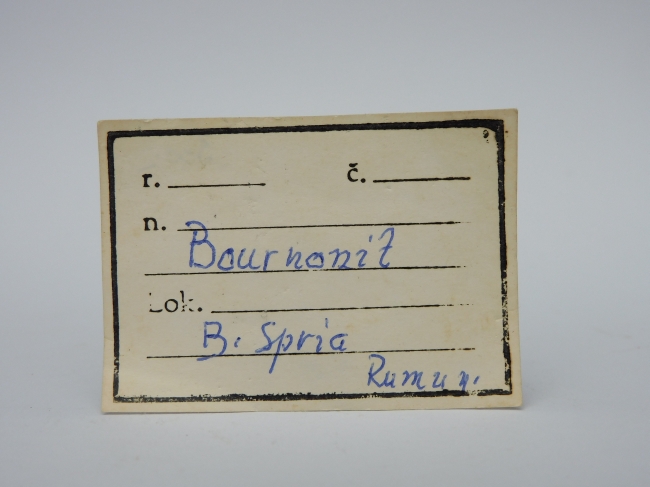 r. č.
n.
Bournonit
Lok.
B. Spria
Rumun.